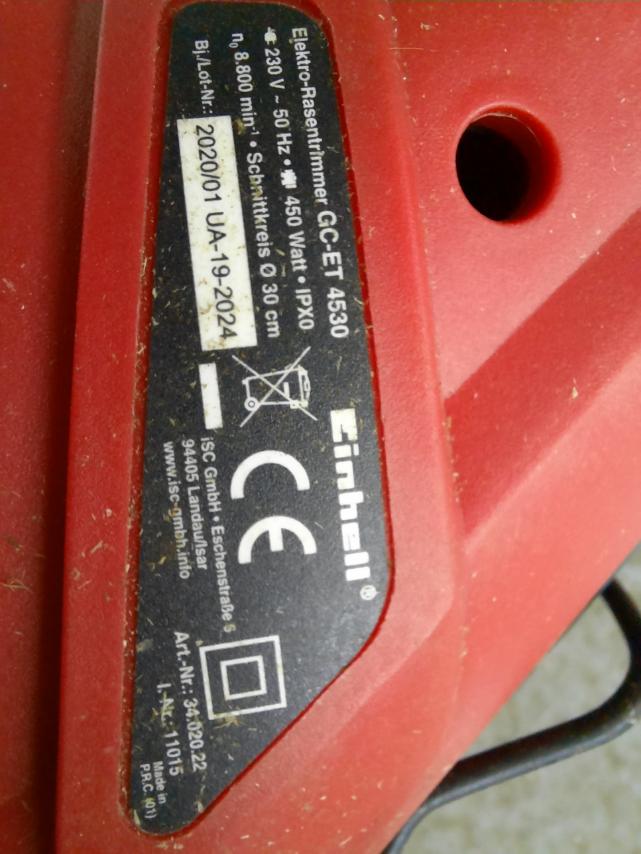 Elektro-Rasentrimmer GC-ET 4530
230 V ~ 50 Hz • 450 Watt • IPX0
n₀ 8.800 min⁻¹ • Schnittkreis Ø 30 cm
Bj./Lot-Nr.: 2020/01 UA-19-2024
Einhell®
CE
iSC GmbH • Eschenstraße 6
94405 Landau/Isar
www.isc-gmbh.info
Art.-Nr.: 34.020.22
I.-Nr.: 11015
Made in
P.R.C. (01)